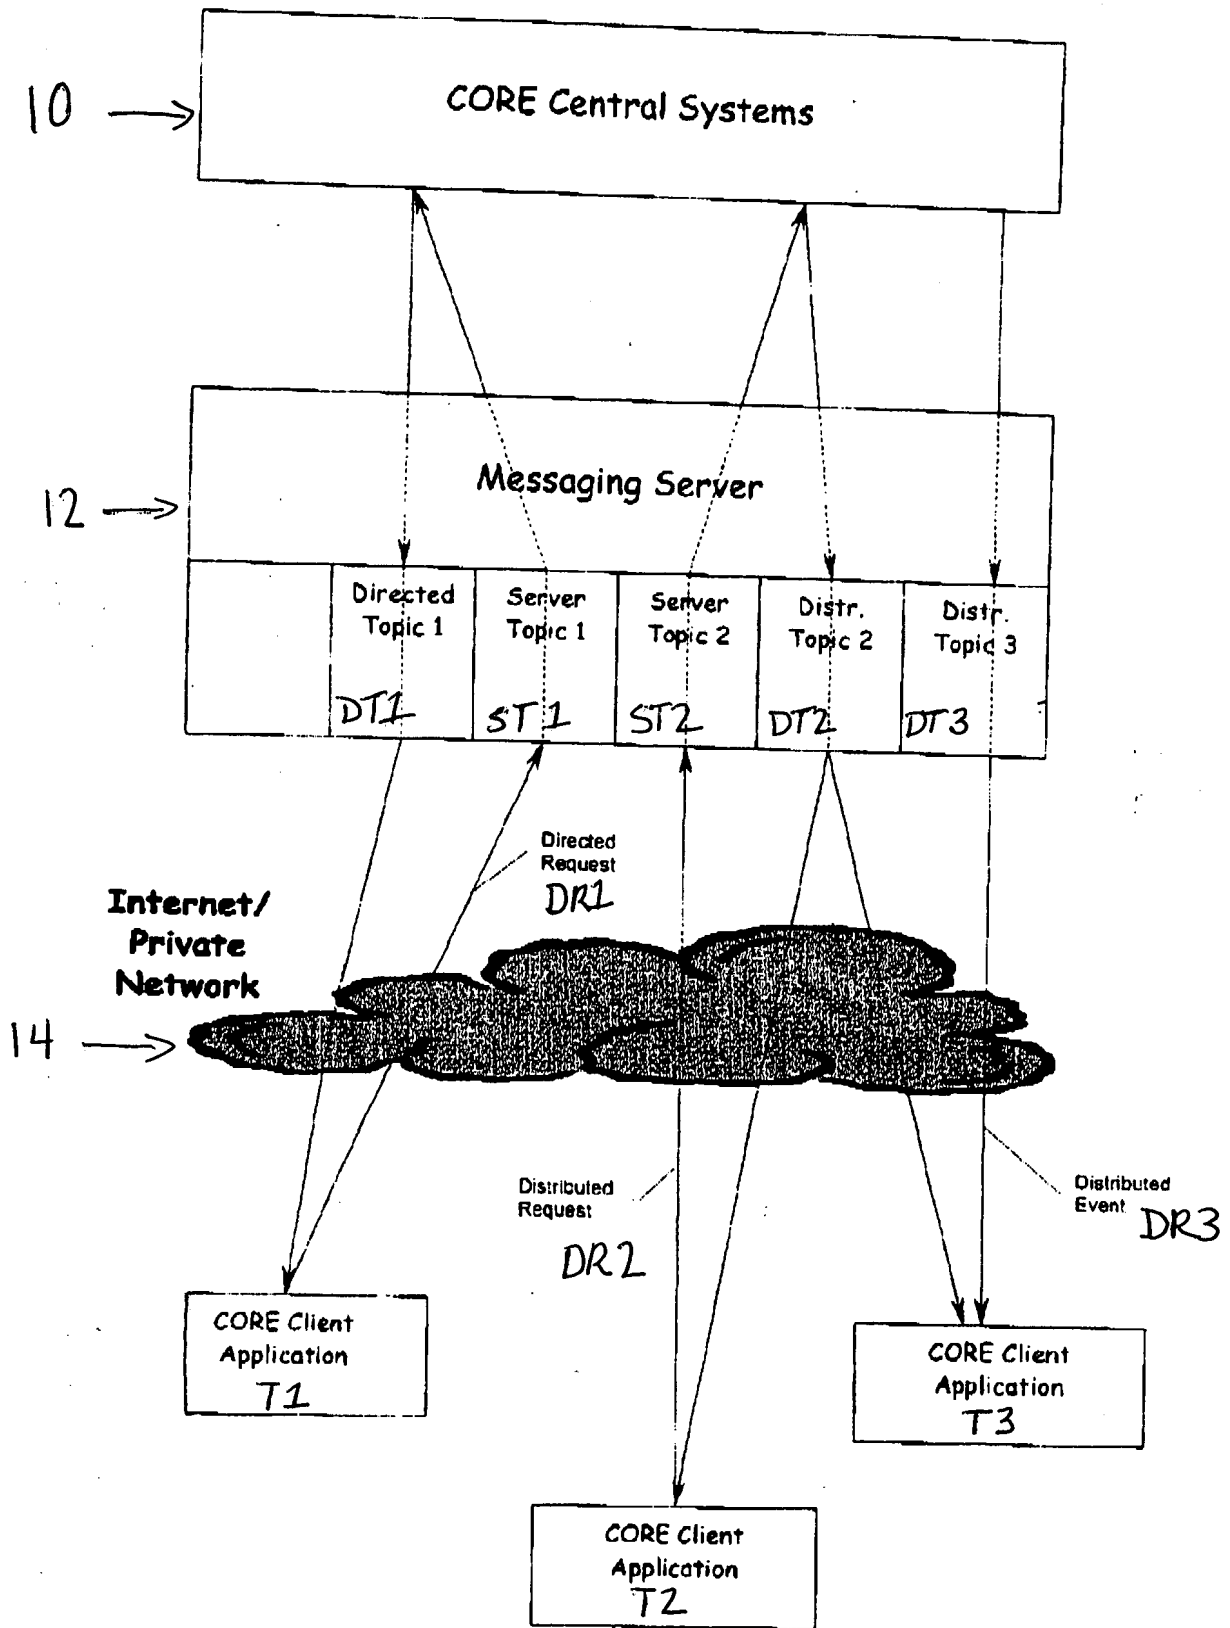 10
CORE Central Systems
12
Messaging Server
Directed
Topic 1
DT1
Server
Topic 1
ST1
Server
Topic 2
ST2
Distr.
Topic 2
DT2
Distr.
Topic 3
DT3
Directed
Request
DR1
Internet/
Private
Network
14
Distributed
Request
DR2
Distributed
Event
DR3
CORE Client
Application
T1
CORE Client
Application
T3
CORE Client
Application
T2